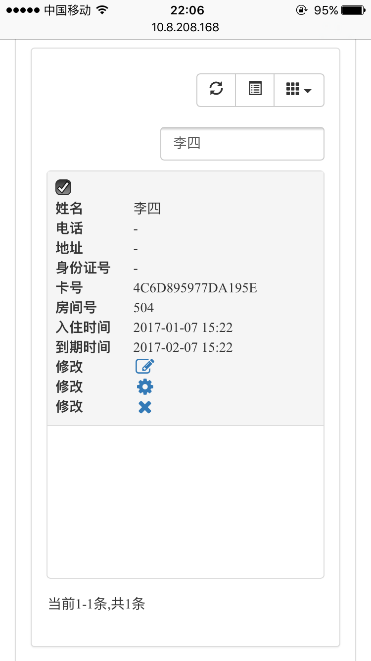 中国移动 22:06 95%
10.8.208.168
李四
姓名 李四
电话 -
地址 -
身份证号 -
卡号 4C6D895977DA195E
房间号 504
入住时间 2017-01-07 15:22
到期时间 2017-02-07 15:22
修改
修改
修改
当前1-1条,共1条